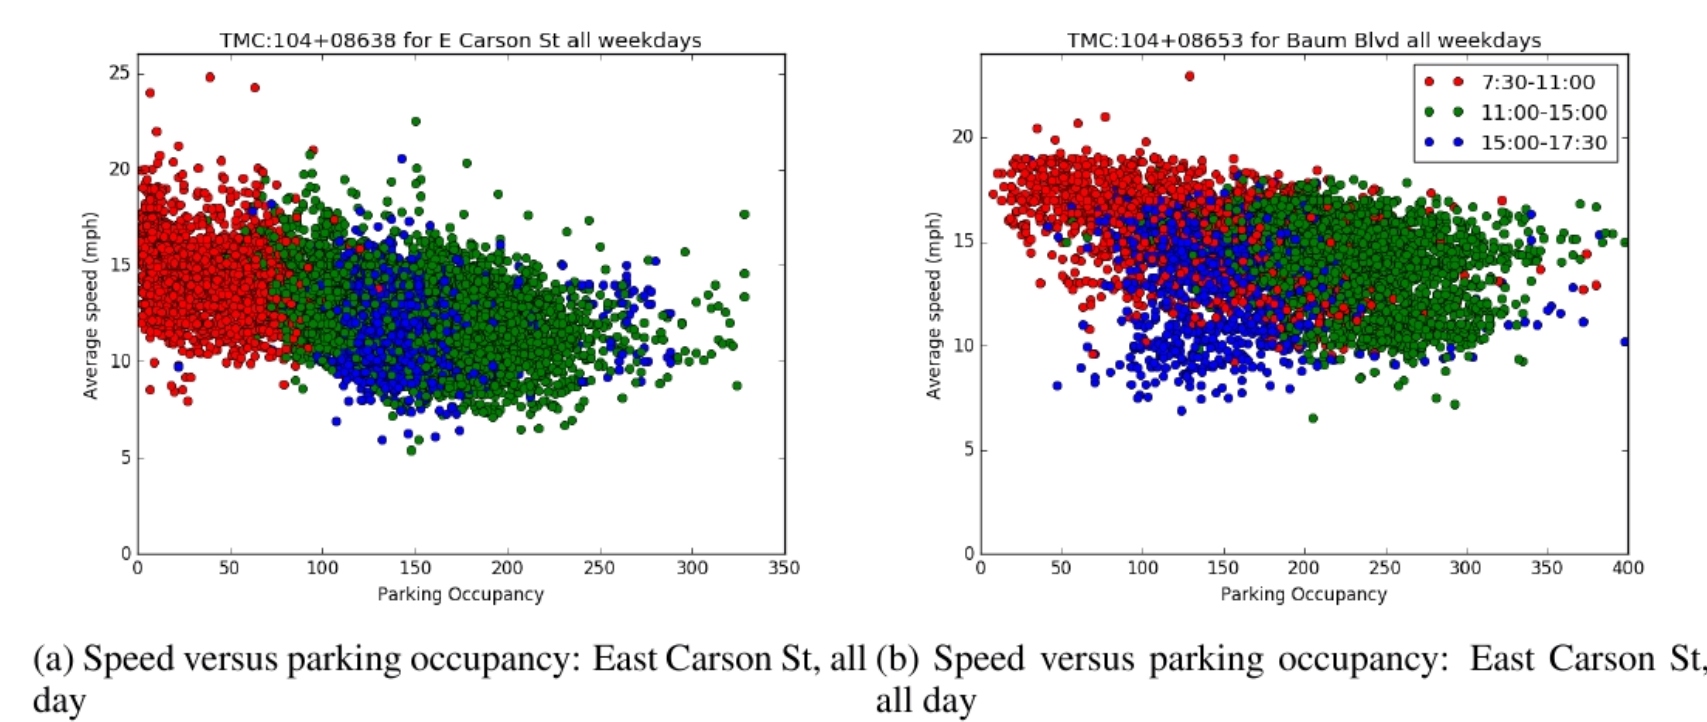 TMC:104+08638 for E Carson St all weekdays
25
20
15
10
5
0
Average speed (mph)
0 50 100 150 200 250 300 350
Parking Occupancy
TMC:104+08653 for Baum Blvd all weekdays
7:30-11:00
11:00-15:00
15:00-17:30
20
15
10
5
0
Average speed (mph)
0 50 100 150 200 250 300 350 400
Parking Occupancy
(a) Speed versus parking occupancy: East Carson St, all
day
(b) Speed versus parking occupancy: East Carson St,
all day